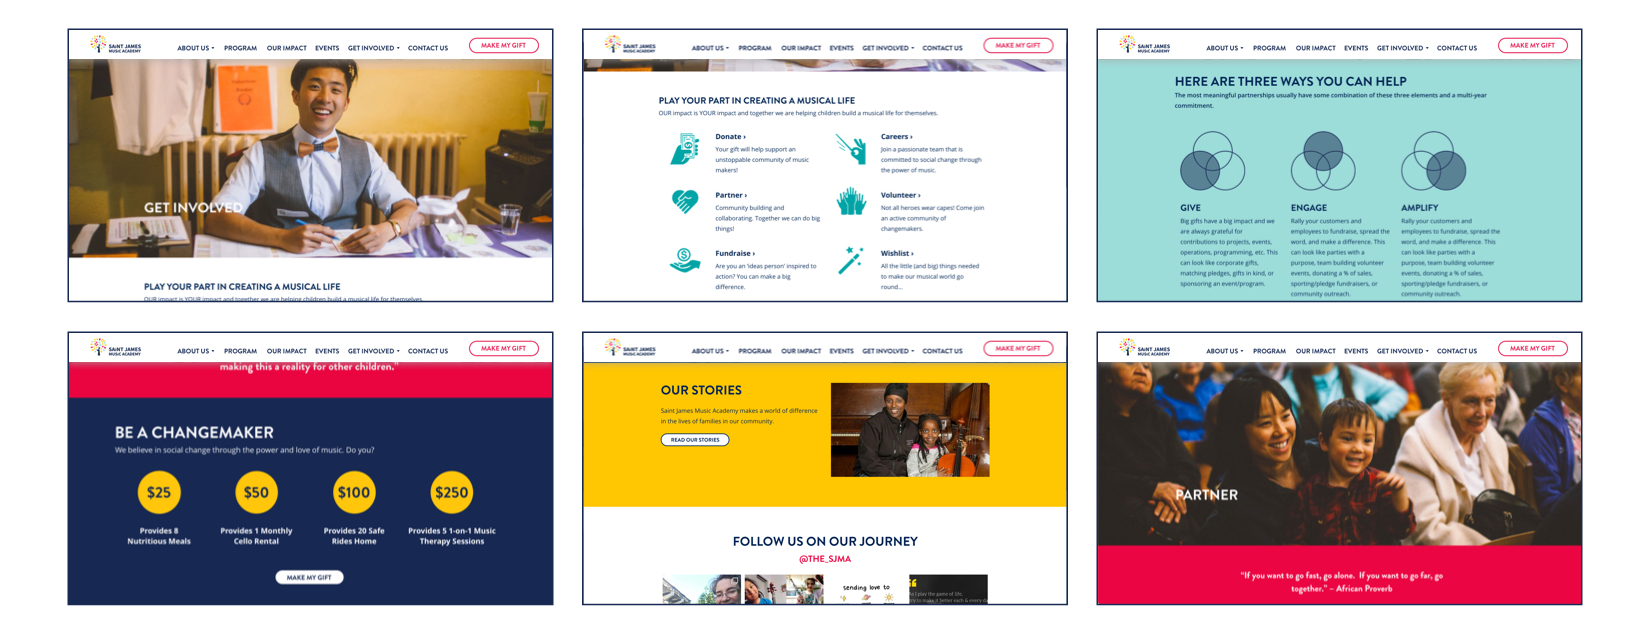 SAINT JAMES
MUSIC ACADEMY
ABOUT US PROGRAM OUR IMPACT EVENTS GET INVOLVED CONTACT US MAKE MY GIFT
GET INVOLVED
PLAY YOUR PART IN CREATING A MUSICAL LIFE
OUR impact is YOUR impact and together we are helping children build a musical life for themselves.
SAINT JAMES
MUSIC ACADEMY
ABOUT US PROGRAM OUR IMPACT EVENTS GET INVOLVED CONTACT US MAKE MY GIFT
PLAY YOUR PART IN CREATING A MUSICAL LIFE
OUR impact is YOUR impact and together we are helping children build a musical life for themselves.
Donate ›
Your gift will help support an
unstoppable community of music
makers!
Careers ›
Join a passionate team that is
committed to social change through
the power of music.
Partner ›
Community building and
collaborating. Together we can do big
things!
Volunteer ›
Not all heroes wear capes! Come join
an active community of
changemakers.
Fundraise ›
Are you an 'ideas person' inspired to
action? You can make a big
difference.
Wishlist ›
All the little (and big) things needed
to make our musical world go
round...
SAINT JAMES
MUSIC ACADEMY
ABOUT US PROGRAM OUR IMPACT EVENTS GET INVOLVED CONTACT US MAKE MY GIFT
HERE ARE THREE WAYS YOU CAN HELP
The most meaningful partnerships usually have some combination of these three elements and a multi-year
commitment.
GIVE
Big gifts have a big impact and we
are always grateful for
contributions to projects, events,
operations, programming, etc. This
can look like corporate gifts,
matching pledges, gifts in kind, or
sponsoring an event/program.
ENGAGE
Rally your customers and
employees to fundraise, spread the
word, and make a difference. This
can look like parties with a
purpose, team building volunteer
events, donating a % of sales,
sporting/pledge fundraisers, or
community outreach.
AMPLIFY
Rally your customers and
employees to fundraise, spread the
word, and make a difference. This
can look like parties with a
purpose, team building volunteer
events, donating a % of sales,
sporting/pledge fundraisers, or
community outreach.
SAINT JAMES
MUSIC ACADEMY
ABOUT US PROGRAM OUR IMPACT EVENTS GET INVOLVED CONTACT US MAKE MY GIFT
making this a reality for other children."
BE A CHANGEMAKER
We believe in social change through the power and love of music. Do you?
$25 $50 $100 $250
Provides 8
Nutritious Meals
Provides 1 Monthly
Cello Rental
Provides 20 Safe
Rides Home
Provides 5 1-on-1 Music
Therapy Sessions
MAKE MY GIFT
SAINT JAMES
MUSIC ACADEMY
ABOUT US PROGRAM OUR IMPACT EVENTS GET INVOLVED CONTACT US MAKE MY GIFT
OUR STORIES
Saint James Music Academy makes a world of difference
in the lives of families in our community.
READ OUR STORIES
FOLLOW US ON OUR JOURNEY
@THE_SJMA
sending love to
As I play the game of life,
try to make it better each & every da
SAINT JAMES
MUSIC ACADEMY
ABOUT US PROGRAM OUR IMPACT EVENTS GET INVOLVED CONTACT US MAKE MY GIFT
PARTNER
"If you want to go fast, go alone. If you want to go far, go
together." – African Proverb